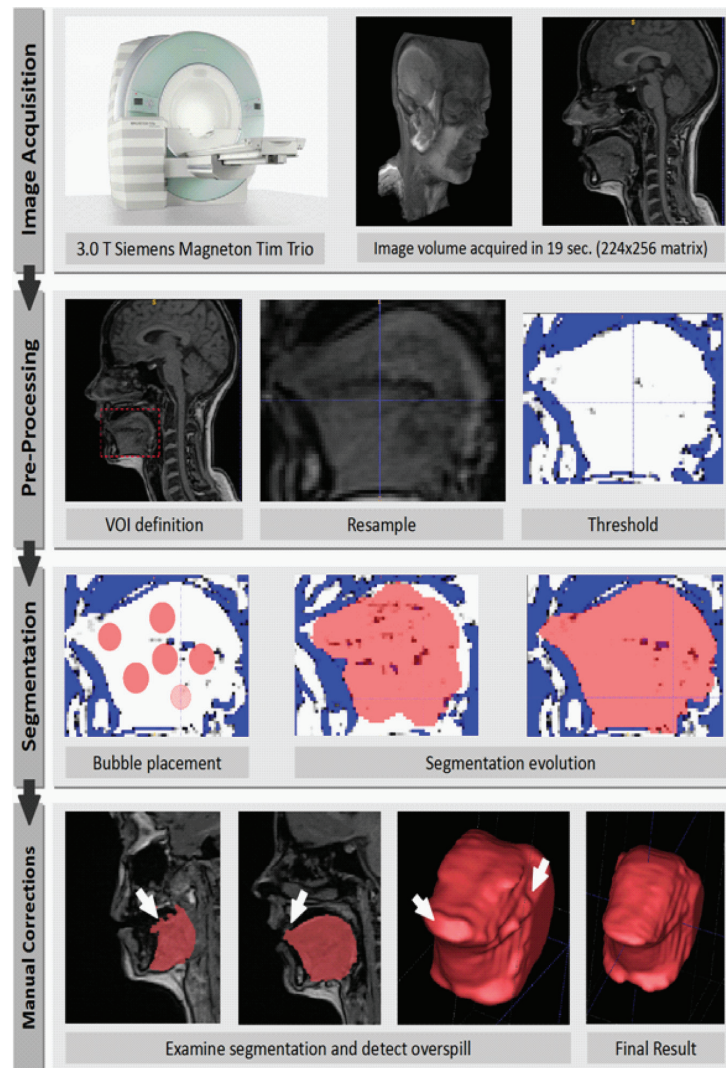 Image Acquisition
3.0 T Siemens Magneton Tim Trio
Image volume acquired in 19 sec. (224x256 matrix)
Pre-Processing
VOI definition
Resample
Threshold
Segmentation
Bubble placement
Segmentation evolution
Manual Corrections
Examine segmentation and detect overspill
Final Result